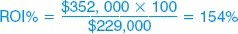 ROI% = $352, 000 × 100 / $229,000 = 154%